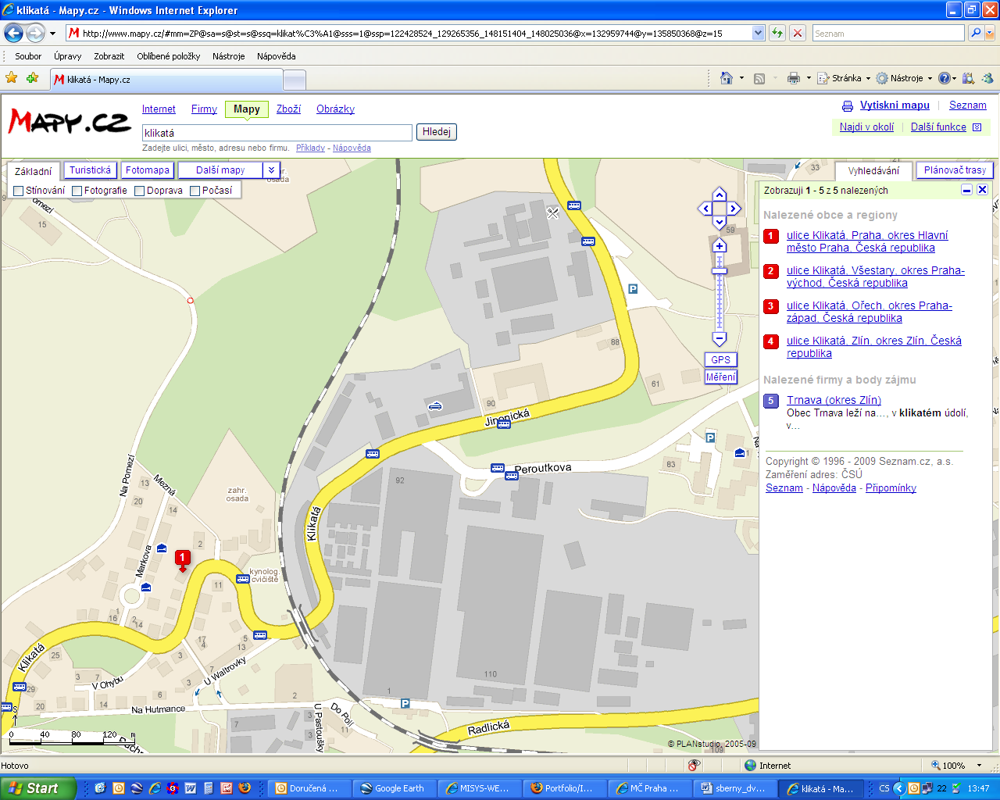 klikatá - Mapy.cz - Windows Internet Explorer
http://www.mapy.cz/#mm=ZP@sa=s@st=s@ssq=klikat%C3%A1@sss=1@ssp=122428524_129265356_148151404_148025036@x=132959744@y=135850368@z=15
Seznam
Soubor Úpravy Zobrazit Oblíbené položky Nástroje Nápověda
klikatá - Mapy.cz
Stránka Nástroje
MAPY.CZ
Internet Firmy Mapy Zboží Obrázky
Vytiskni mapu Seznam
klikatá Hledej
Najdi v okolí Další funkce
Zadejte ulici, město, adresu nebo firmu. Příklady - Nápověda
Základní Turistická Fotomapa Další mapy
Stínování Fotografie Doprava Počasí
Vyhledávání Plánovač trasy
Zobrazuji 1 - 5 z 5 nalezených
Nalezené obce a regiony
1 ulice Klikatá, Praha, okres Hlavní
město Praha, Česká republika
2 ulice Klikatá, Všestary, okres Praha-
východ, Česká republika
3 ulice Klikatá, Ořech, okres Praha-
západ, Česká republika
4 ulice Klikatá, Zlín, okres Zlín, Česká
republika
Nalezené firmy a body zájmu
5 Trnava (okres Zlín)
Obec Trnava leží na..., v klikatém údolí,
v...
Copyright © 1996 - 2009 Seznam.cz, a.s.
Zaměření adres: ČSÚ
Seznam - Nápověda - Připomínky
GPS
Měření
osada
33
15
59
88
61
90
Jinonická
P
P
Peroutkova
83
1
92
Na Pomezí
Mezná
13
20
14
20
zahr.
osada
Klikatá
Markova
2
1
kynolog.
cvičiště
11
16
2
14
17
4
5
13
3
3
Klikatá
25
29
3
7
V Ohybu
U Waltrovky
6
3
2
1
110
P
Na Hutmance
U Pastoušky
Do Polí
Radlická
7
S
0 40 80 120 m
© PLANstudio, 2005-09
Hotovo
Internet
100%
Start
Doručená ...
Google Earth
MISYS-WE...
Portfolio/I...
MČ Praha ...
sberny_dv...
klikatá - Ma...
CS
22
13:47